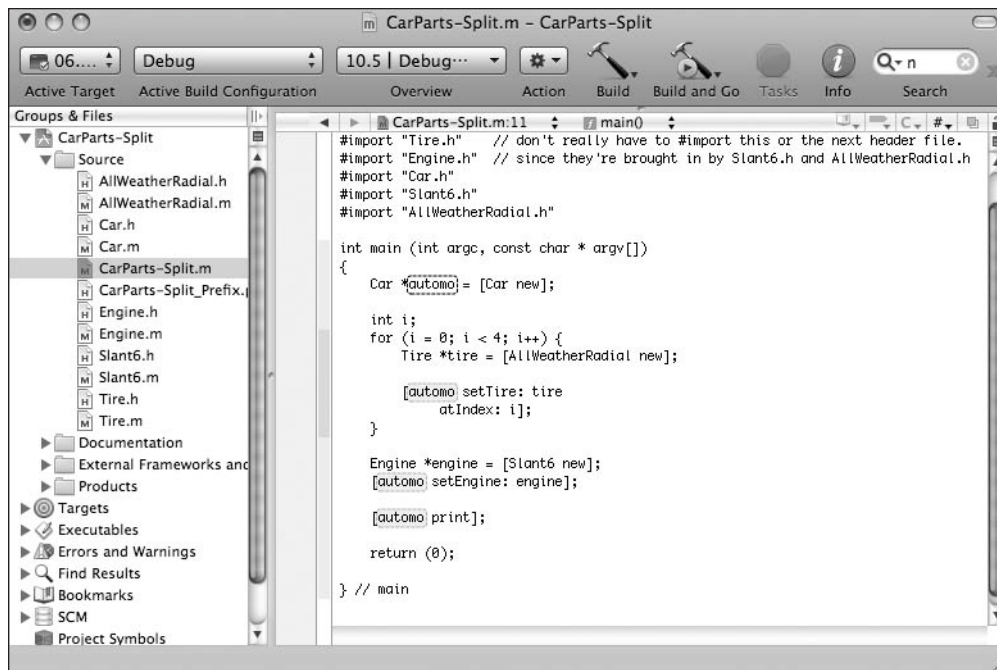 CarParts-Split.m – CarParts-Split
06.... Debug 10.5 | Debug... n
Active Target Active Build Configuration Overview Action Build Build and Go Tasks Info Search
Groups & Files
CarParts-Split
Source
AllWeatherRadial.h
AllWeatherRadial.m
Car.h
Car.m
CarParts-Split.m
CarParts-Split_Prefix.
Engine.h
Engine.m
Slant6.h
Slant6.m
Tire.h
Tire.m
Documentation
External Frameworks and
Products
Targets
Executables
Errors and Warnings
Find Results
Bookmarks
SCM
Project Symbols
CarParts-Split.m:11 main()
#import "Tire.h" // don't really have to #import this or the next header file.
#import "Engine.h" // since they're brought in by Slant6.h and AllWeatherRadial.h
#import "Car.h"
#import "Slant6.h"
#import "AllWeatherRadial.h"
int main (int argc, const char * argv[])
{
Car *automo = [Car new];
int i;
for (i = 0; i < 4; i++) {
Tire *tire = [AllWeatherRadial new];
[automo setTire: tire
atIndex: i];
}
Engine *engine = [Slant6 new];
[automo setEngine: engine];
[automo print];
return (0);
} // main